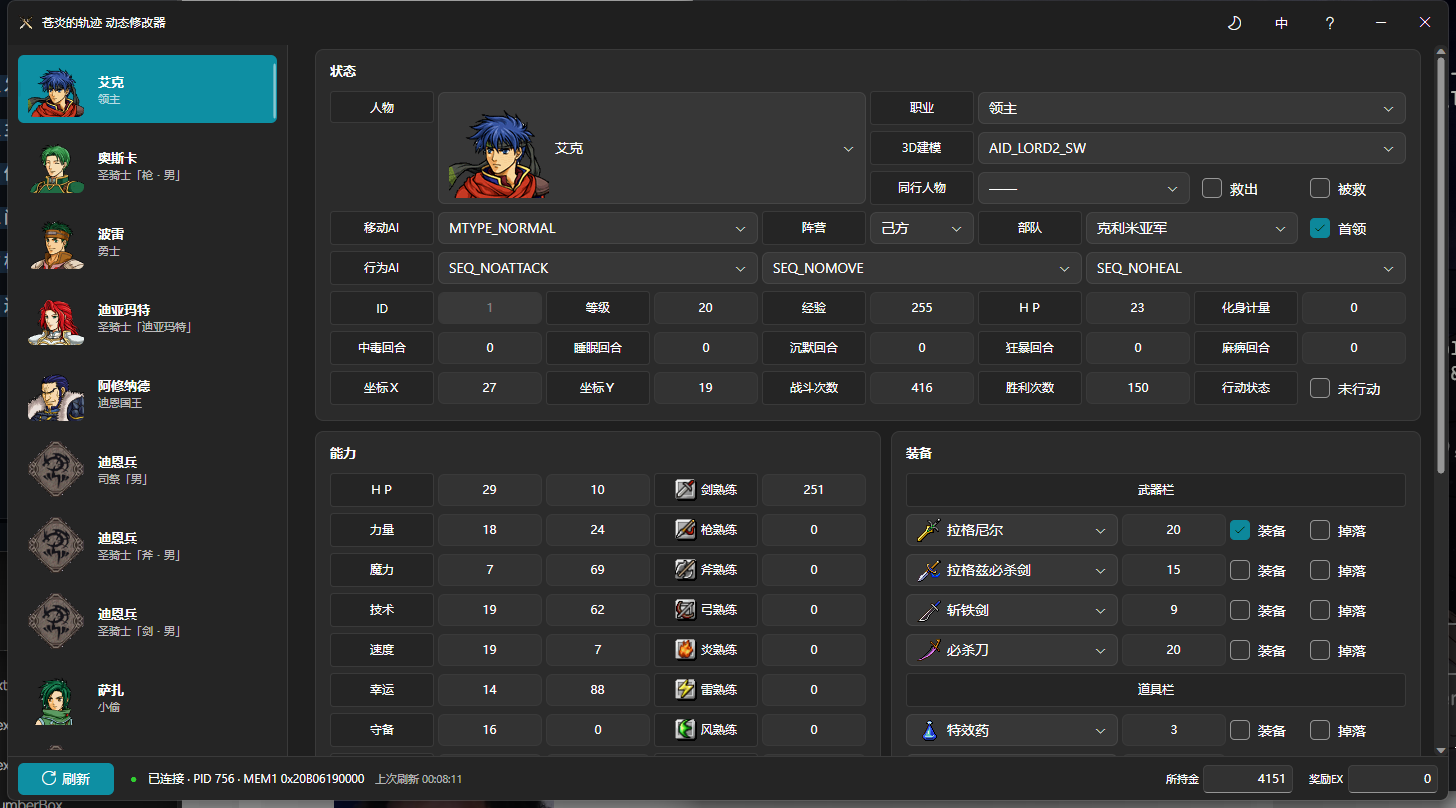 苍炎的轨迹 动态修改器
中
?
艾克
领主
奥斯卡
圣骑士「枪 - 男」
波雷
勇士
迪亚玛特
圣骑士「迪亚玛特」
阿修纳德
迪恩国王
迪恩兵
司祭「男」
迪恩兵
圣骑士「斧 - 男」
迪恩兵
圣骑士「剑 - 男」
萨扎
小偷
状态
人物 艾克 职业 领主
3D建模 AID_LORD2_SW
同行人物 —— 救出 被救
移动AI MTYPE_NORMAL 阵营 己方 部队 克利米亚军 首领
行为AI SEQ_NOATTACK SEQ_NOMOVE SEQ_NOHEAL
ID 1 等级 20 经验 255 H P 23 化身计量 0
中毒回合 0 睡眠回合 0 沉默回合 0 狂暴回合 0 麻痹回合 0
坐标 X 27 坐标 Y 19 战斗次数 416 胜利次数 150 行动状态 未行动
能力
H P 29 10 剑熟练 251
力量 18 24 枪熟练 0
魔力 7 69 斧熟练 0
技术 19 62 弓熟练 0
速度 19 7 炎熟练 0
幸运 14 88 雷熟练 0
守备 16 0 风熟练 0
装备
武器栏
拉格尼尔 20 装备 掉落
拉格兹必杀剑 15 装备 掉落
斩铁剑 9 装备 掉落
必杀刀 20 装备 掉落
道具栏
特效药 3 装备 掉落
刷新 已连接 · PID 756 · MEM1 0x20B06190000 上次刷新 00:08:11 所持金 4151 奖励EX 0